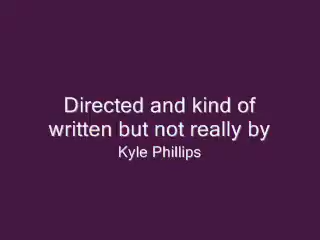 Directed and kind of
written but not really by
Kyle Phillips